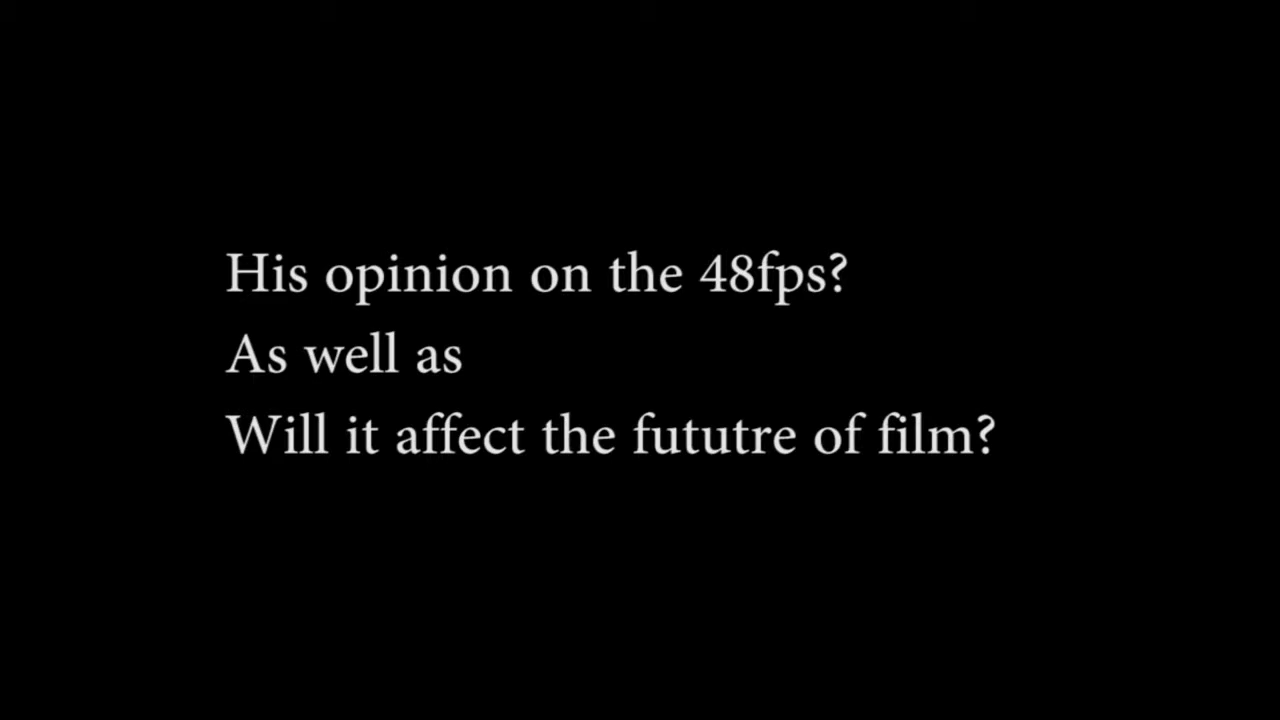 His opinion on the 48fps?
As well as
Will it affect the fututre of film?